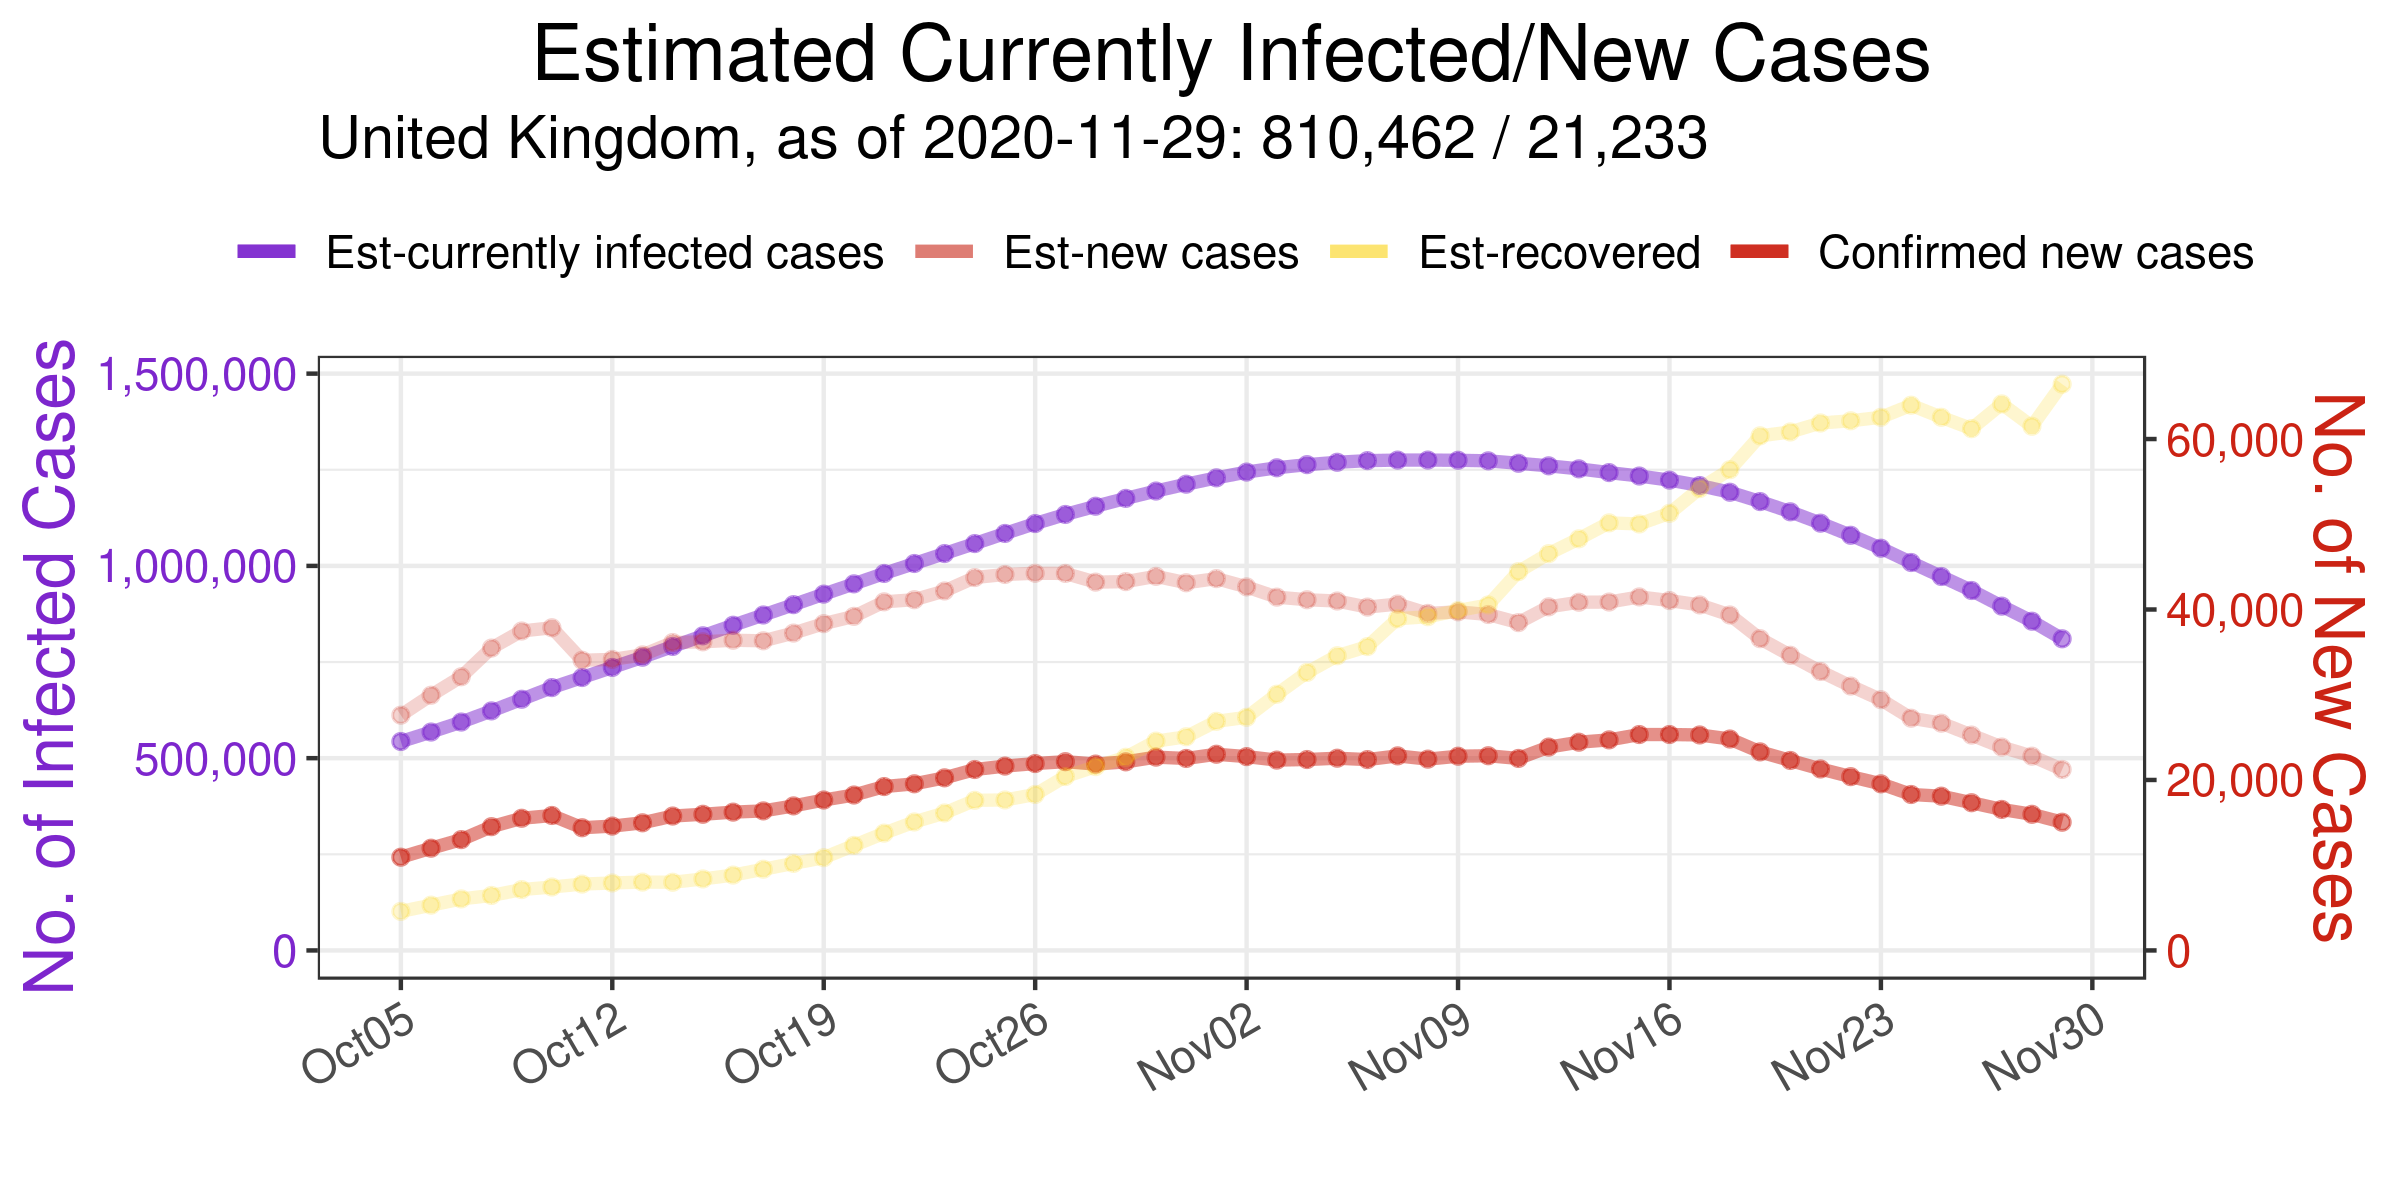 Estimated Currently Infected/New Cases
United Kingdom, as of 2020-11-29: 810,462 / 21,233
Est-currently infected cases Est-new cases Est-recovered Confirmed new cases
No. of Infected Cases
1,500,000
1,000,000
500,000
0
60,000
40,000
20,000
0
No. of New Cases
Oct05 Oct12 Oct19 Oct26 Nov02 Nov09 Nov16 Nov23 Nov30